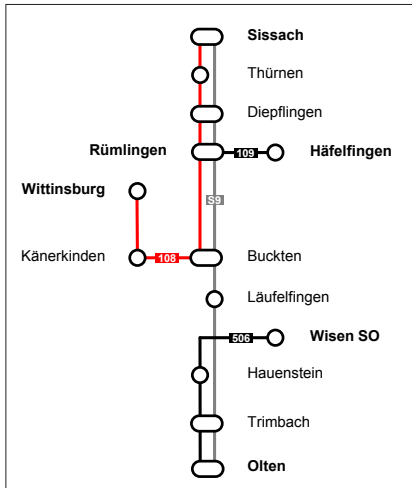 Sissach
Thürnen
Diepflingen
Rümlingen
109
Häfelfingen
Wittinsburg
S9
Känerkinden
108
Buckten
Läufelfingen
506
Wisen SO
Hauenstein
Trimbach
Olten